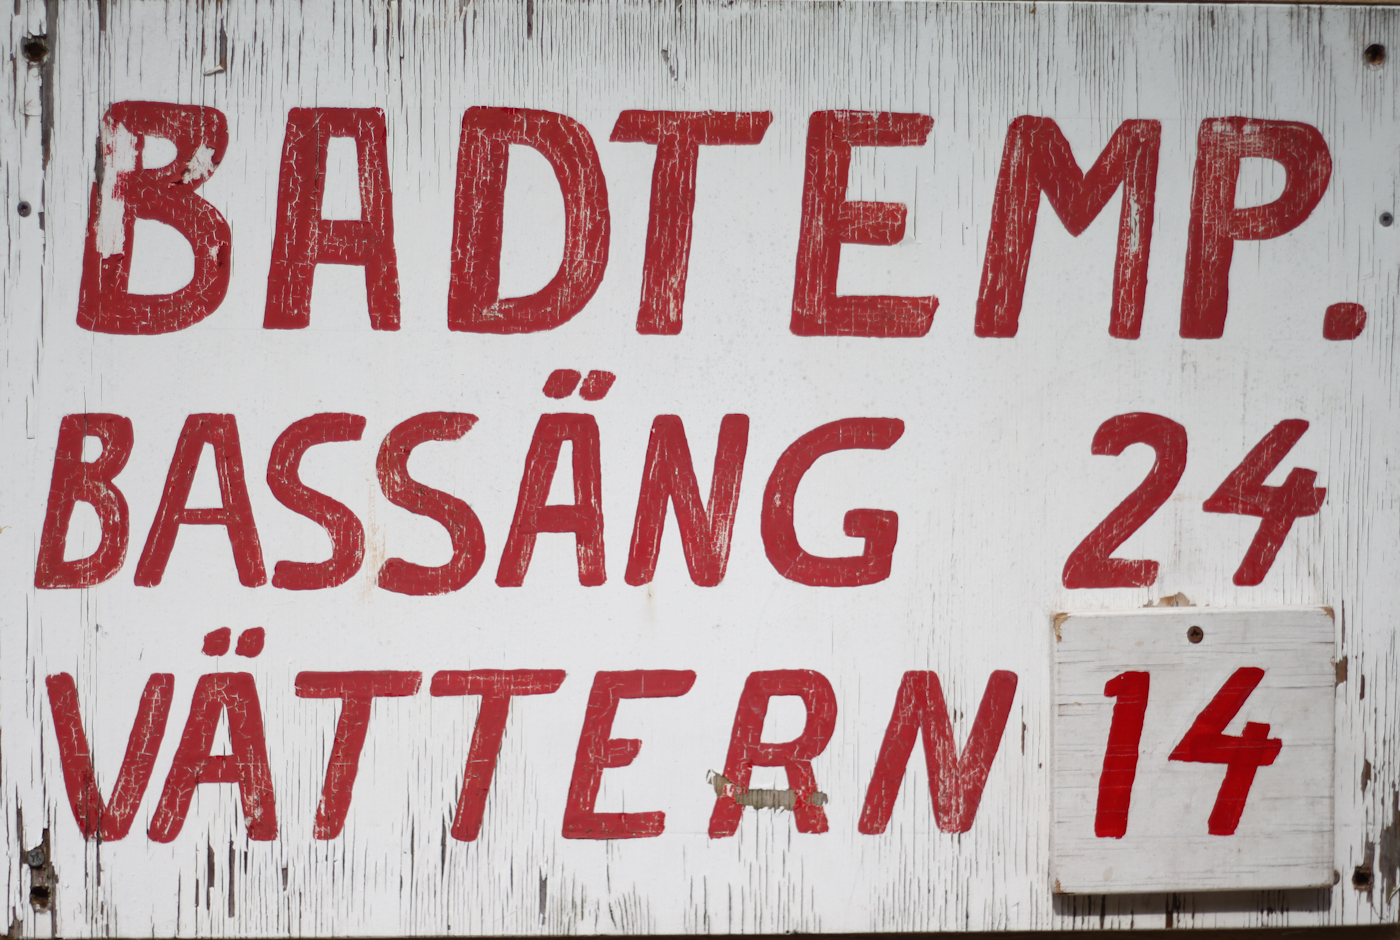 BADTEMP.
BASSÄNG 24
VÄTTERN 14